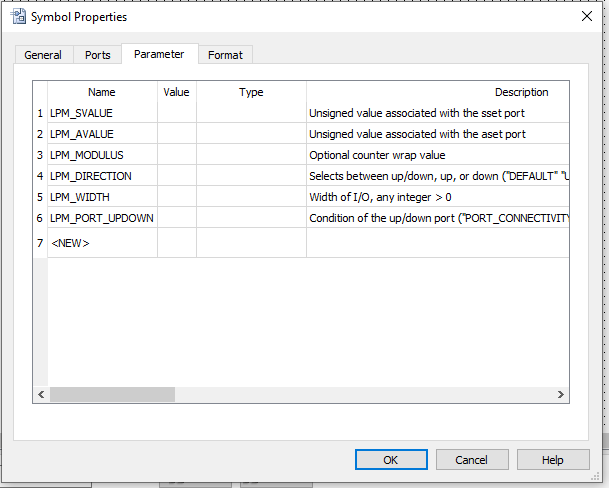 Symbol Properties
General Ports Parameter Format
Name Value Type Description
1 LPM_SVALUE Unsigned value associated with the sset port
2 LPM_AVALUE Unsigned value associated with the aset port
3 LPM_MODULUS Optional counter wrap value
4 LPM_DIRECTION Selects between up/down, up, or down ("DEFAULT" "U
5 LPM_WIDTH Width of I/O, any integer > 0
6 LPM_PORT_UPDOWN Condition of the up/down port ("PORT_CONNECTIVITY
7 <NEW>
OK Cancel Help